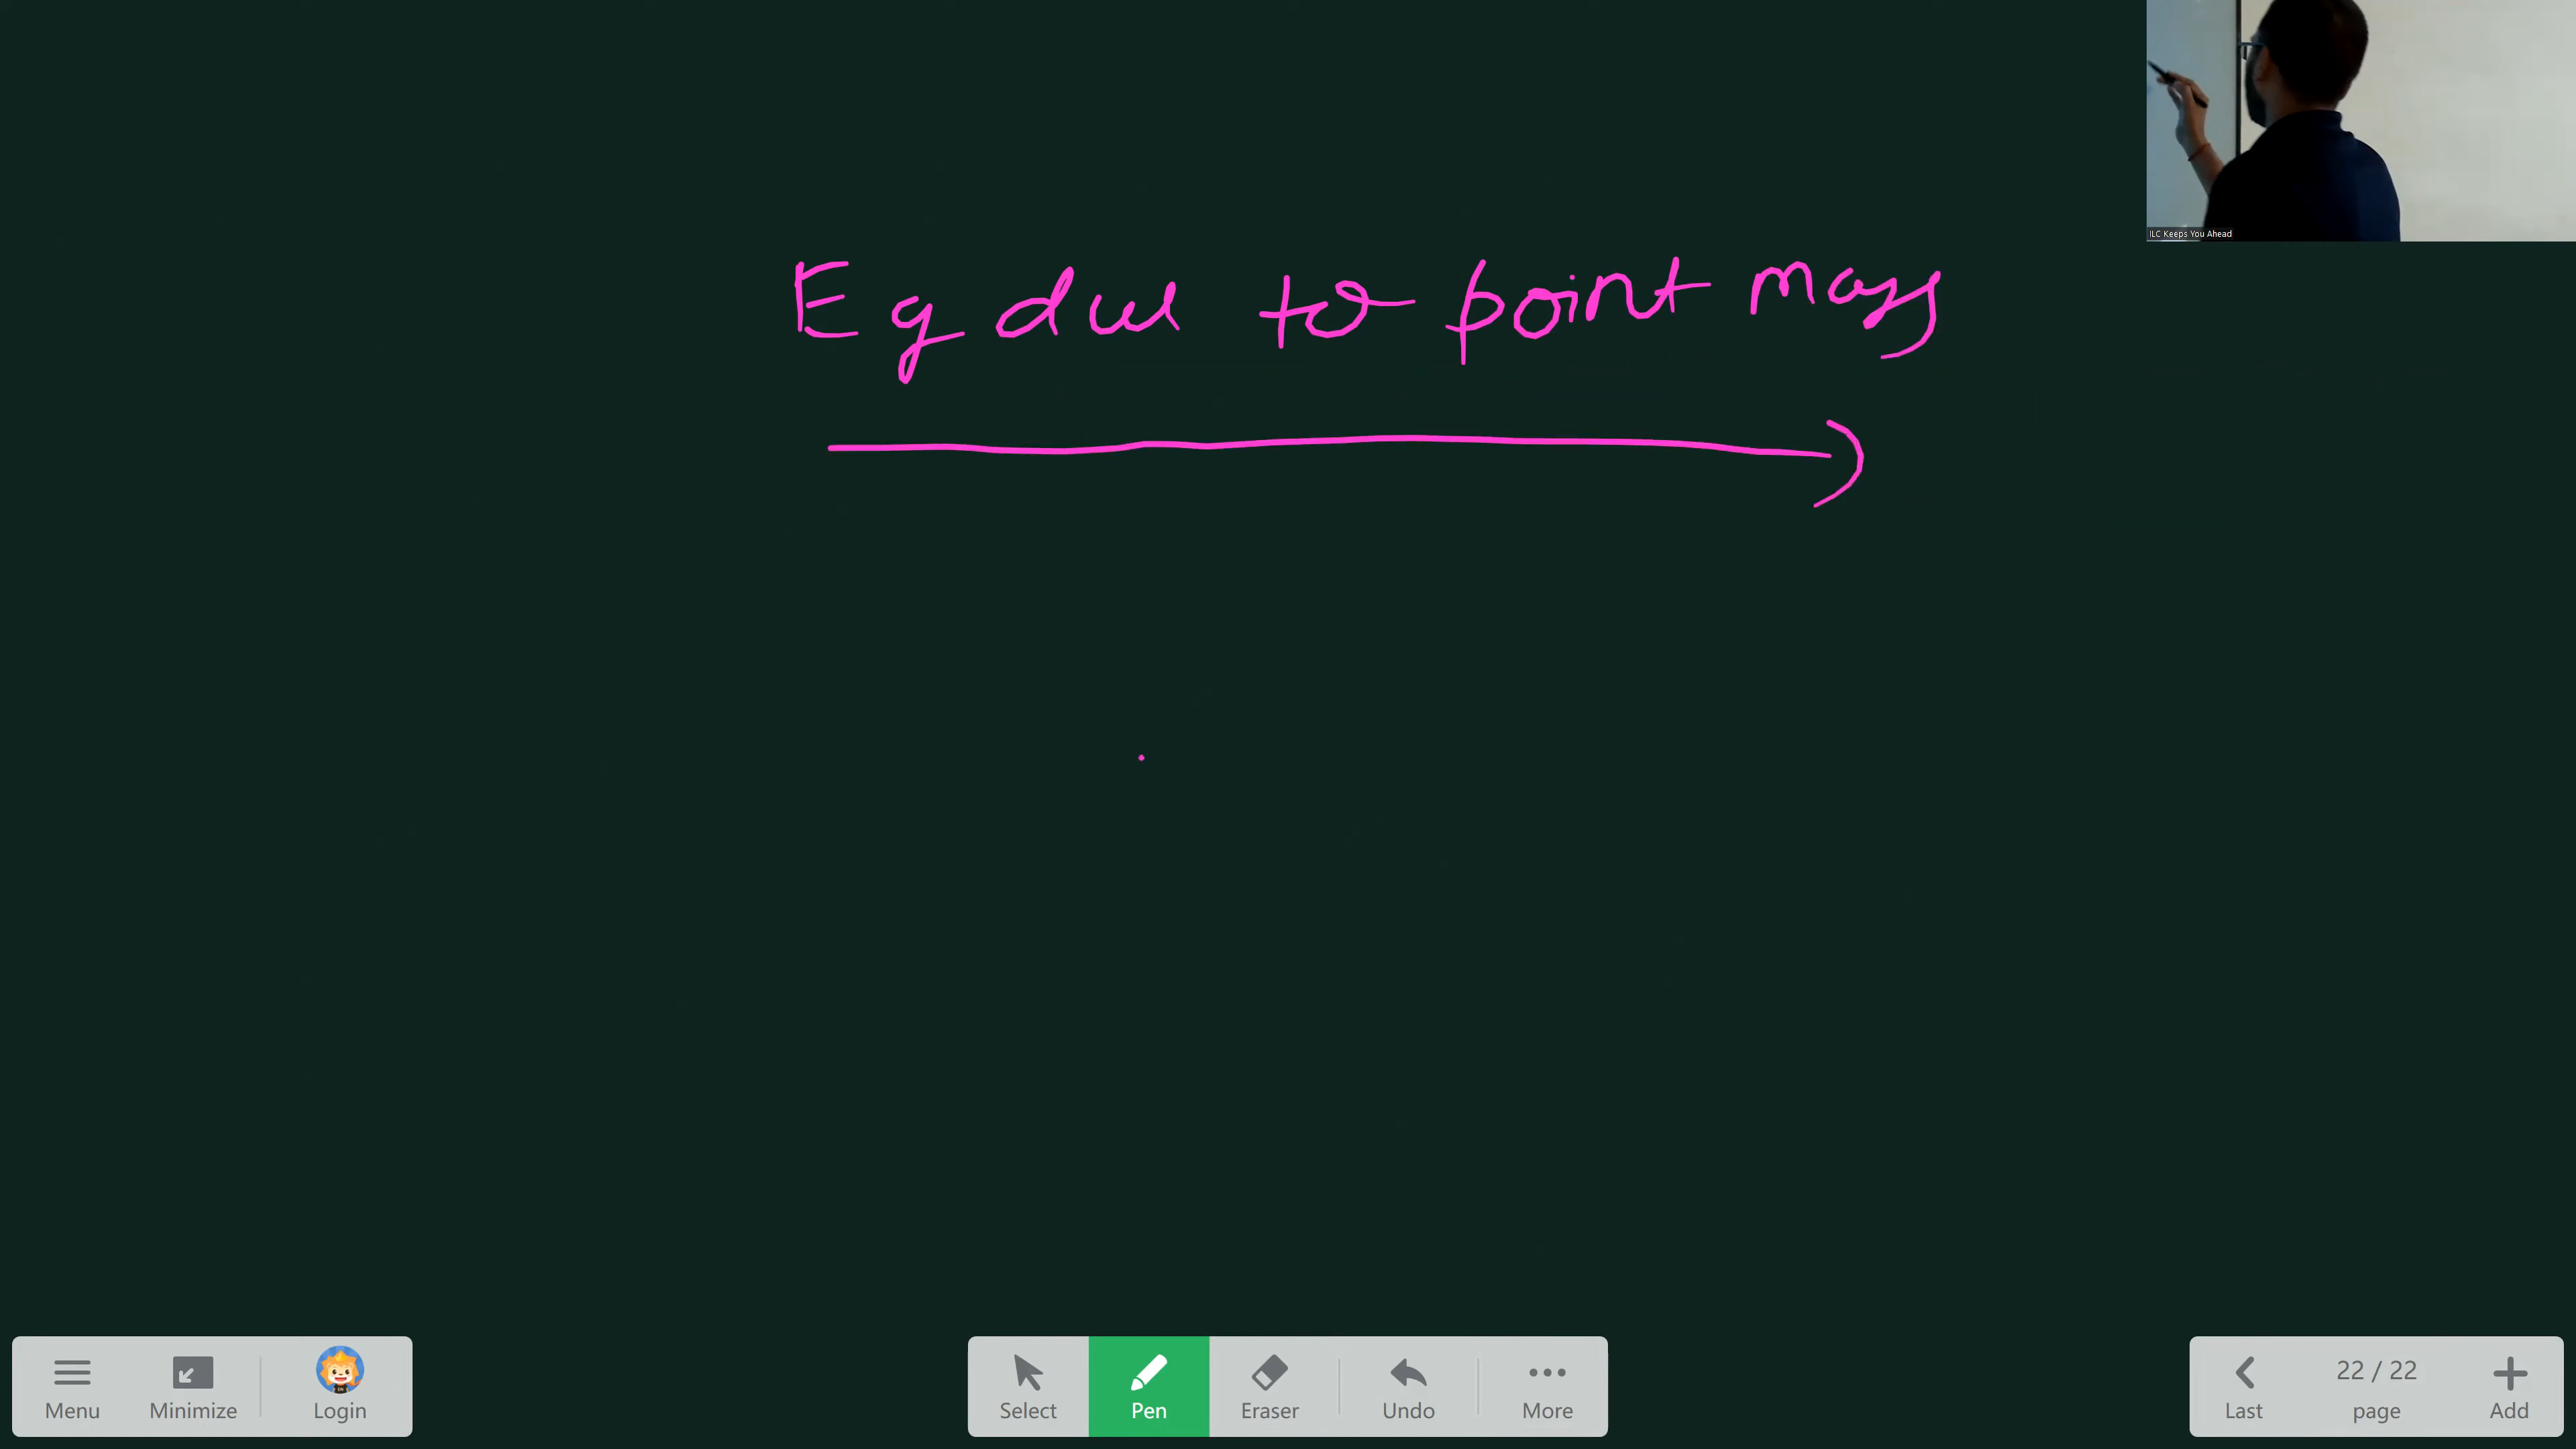 ILC Keeps You Ahead
Eg due to point mass
Menu
Minimize
Login
Select
Pen
Eraser
Undo
More
Last
22 / 22
page
Add